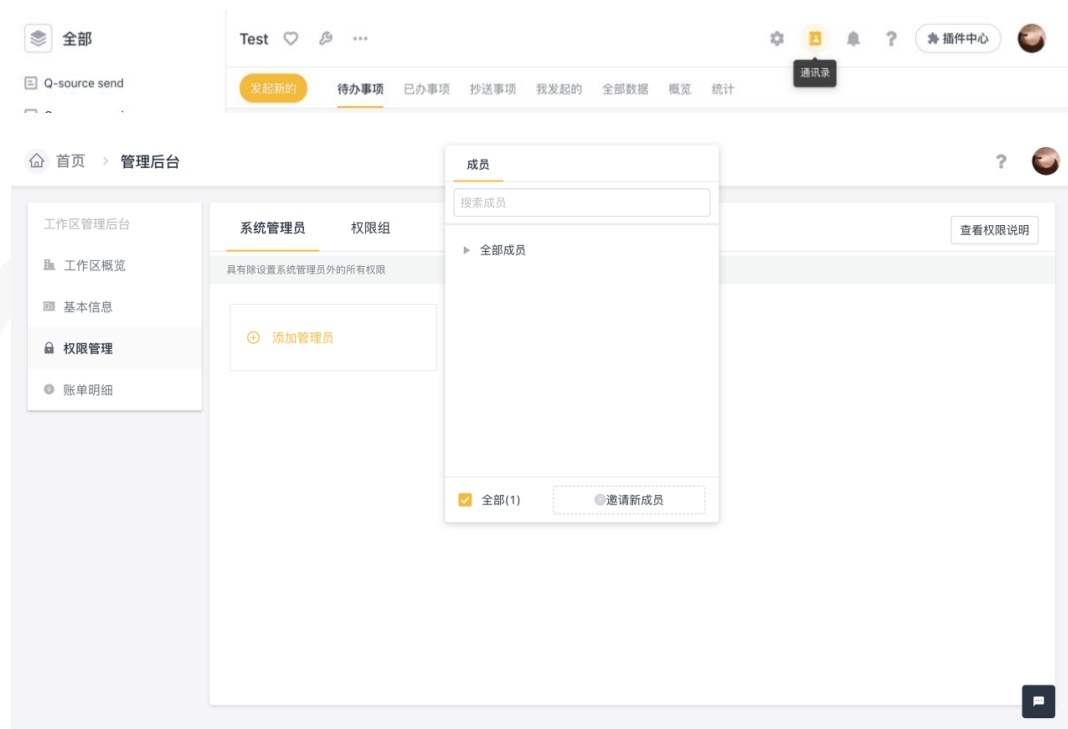 全部
Test
插件中心
通讯录
Q-source send
发起新的 待办事项 已办事项 抄送事项 我发起的 全部数据 概览 统计
首页 管理后台
成员
搜索成员
全部成员
全部(1) 邀请新成员
工作区管理后台
工作区概览
基本信息
权限管理
账单明细
系统管理员 权限组
查看权限说明
具有除设置系统管理员外的所有权限
添加管理员